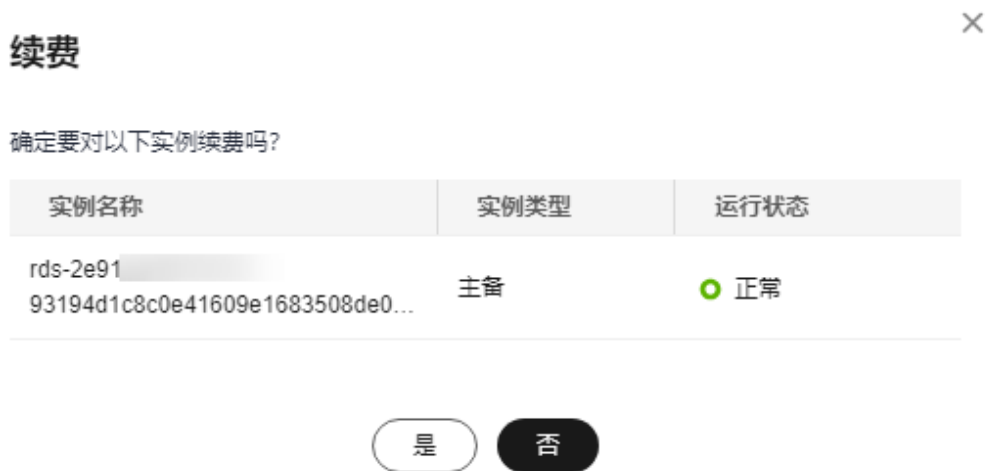 续费
确定要对以下实例续费吗?
实例名称 实例类型 运行状态
rds-2e91
93194d1c8c0e41609e1683508de0...
主备
正常
是 否